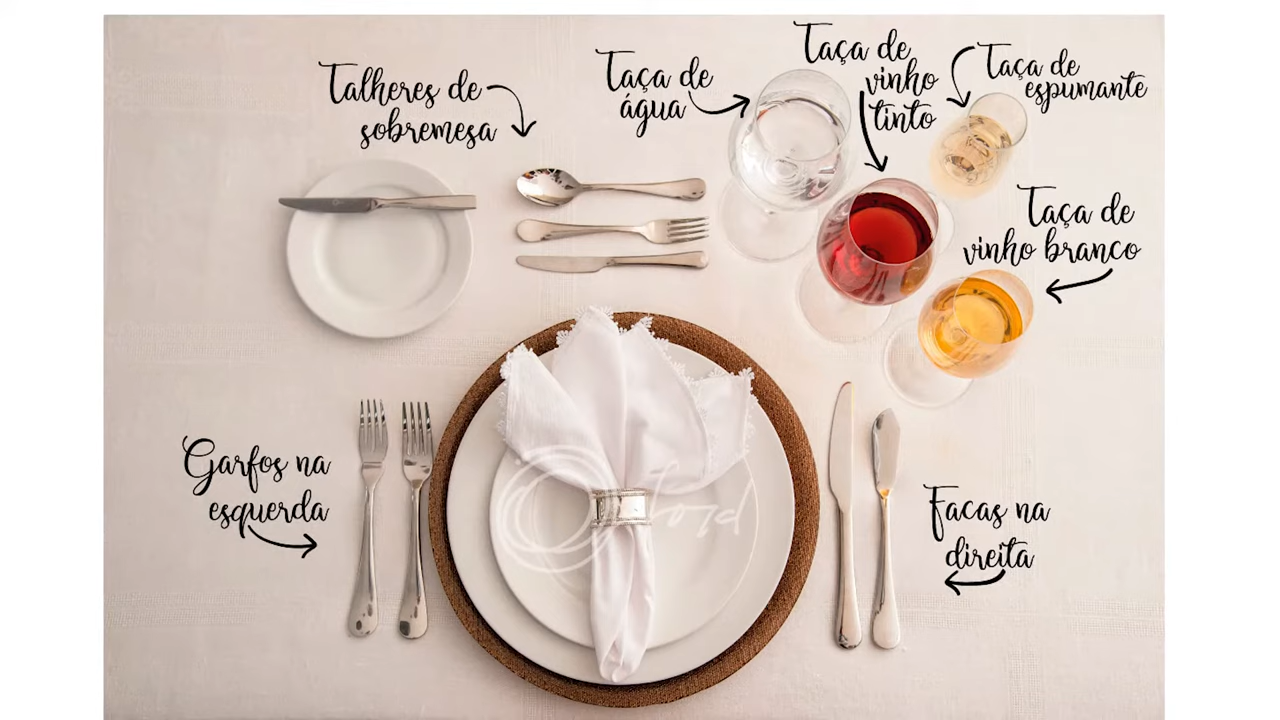 Talheres de
sobremesa
Taça de
água
Taça de
vinho
tinto
Taça de
espumante
Taça de
vinho branco
Garfos na
esquerda
Facas na
direita
Oxford